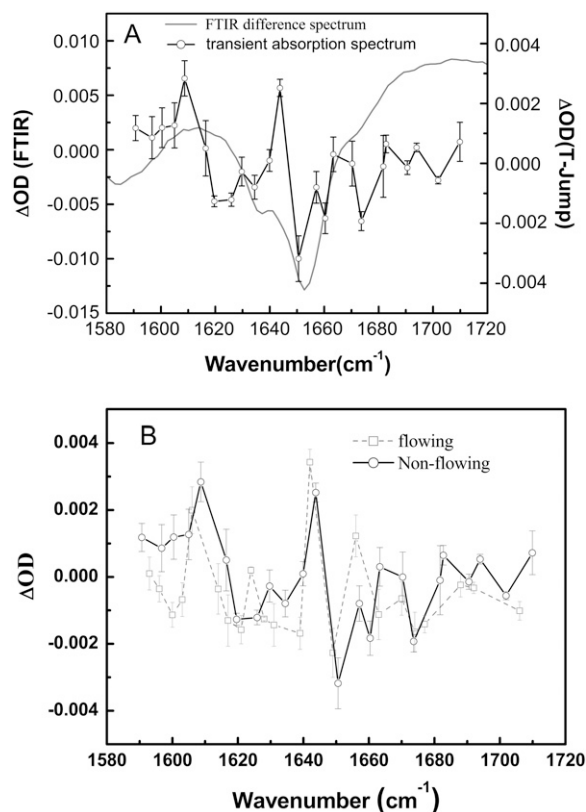 A
FTIR difference spectrum
transient absorption spectrum
0.010
0.005
0.000
-0.005
-0.010
-0.015
ΔOD (FTIR)
0.004
0.002
0.000
-0.002
-0.004
ΔOD(T-Jump)
1580 1600 1620 1640 1660 1680 1700 1720
Wavenumber(cm⁻¹)
B
flowing
Non-flowing
0.004
0.002
0.000
-0.002
-0.004
ΔOD
1580 1600 1620 1640 1660 1680 1700 1720
Wavenumber (cm⁻¹)